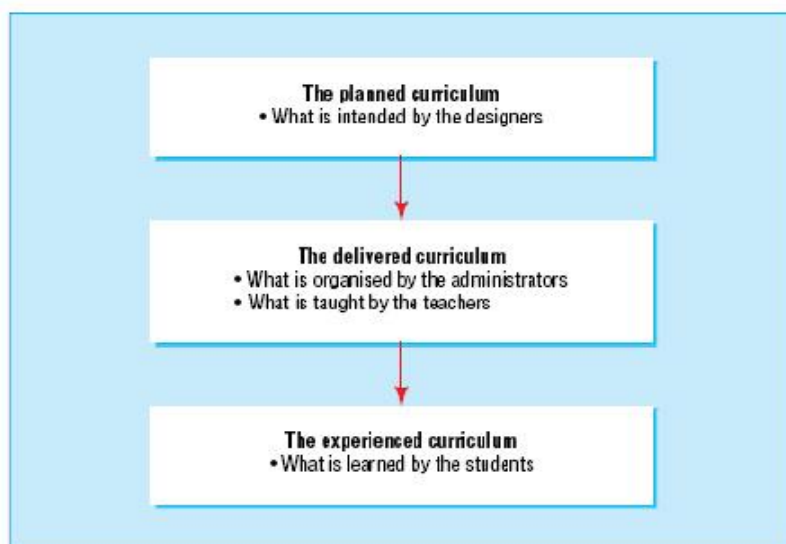 The planned curriculum
• What is intended by the designers
The delivered curriculum
• What is organised by the administrators
• What is taught by the teachers
The experienced curriculum
• What is learned by the students